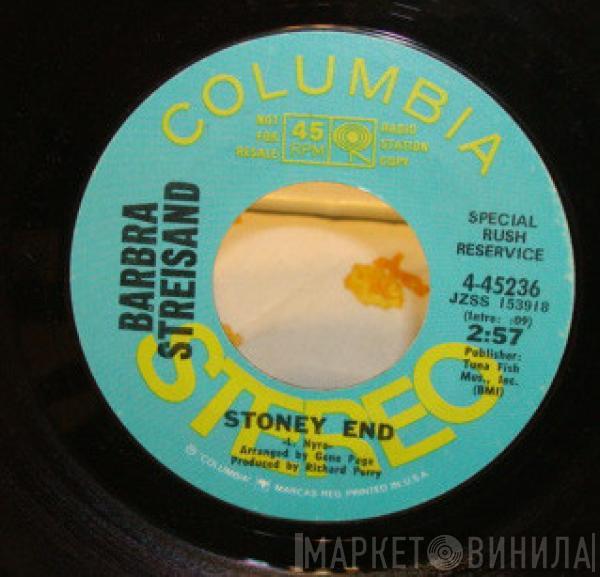 COLUMBIA
NOT
FOR
RESALE
45
RPM
RADIO
STATION
COPY
BARBRA
STREISAND
SPECIAL
RUSH
RESERVICE
4-45236
JZSS 153918
(Intro: :09)
2:57
Publisher:
Tuna Fish
Mus., Inc.
(BMI)
STEREO
STONEY END
-L. Nyro-
Arranged by Gene Page
Produced by Richard Perry
Ⓟ "COLUMBIA" MARCAS REG. PRINTED IN U.S.A.
МАРКЕТ ВИНИЛА